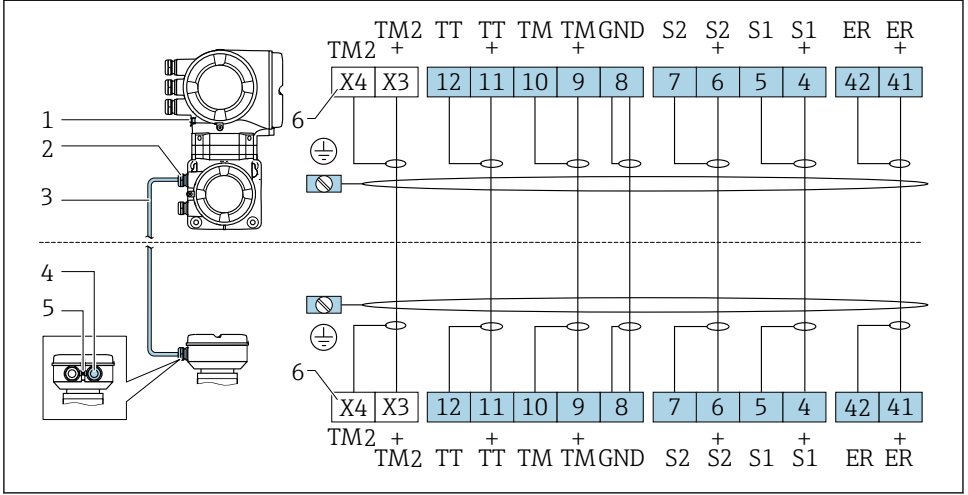 TM2 TT TT TM TM GND S2 S2 S1 S1 ER ER
TM2 + + + + + +
X4 X3 12 11 10 9 8 7 6 5 4 42 41
6
1
2
3
4
5
6
X4 X3 12 11 10 9 8 7 6 5 4 42 41
TM2 + + + + + +
TM2 TT TT TM TM GND S2 S2 S1 S1 ER ER